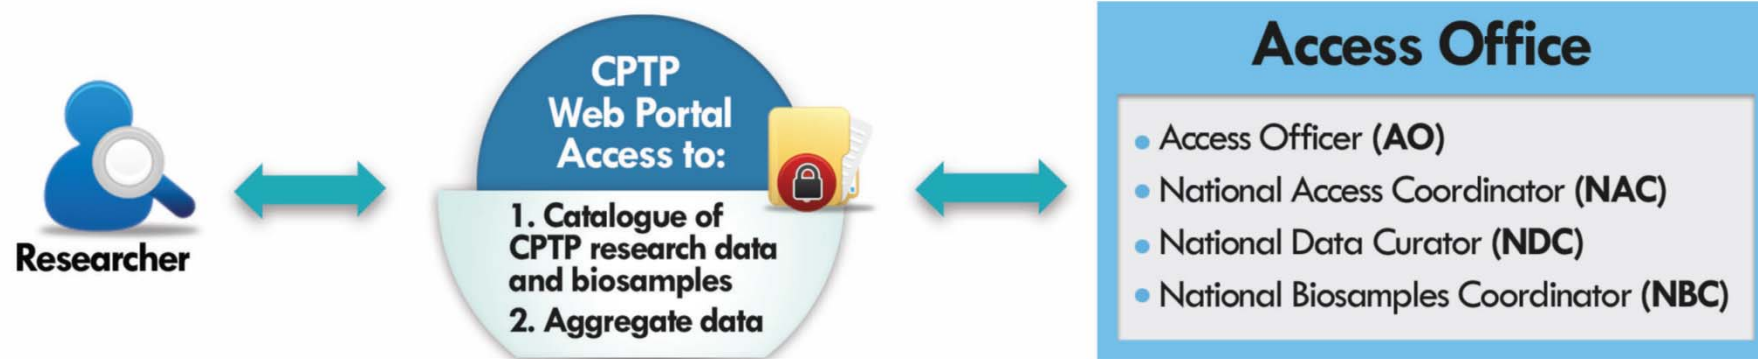 Researcher
CPTP
Web Portal
Access to:
1. Catalogue of
CPTP research data
and biosamples
2. Aggregate data
Access Office
• Access Officer (AO)
• National Access Coordinator (NAC)
• National Data Curator (NDC)
• National Biosamples Coordinator (NBC)